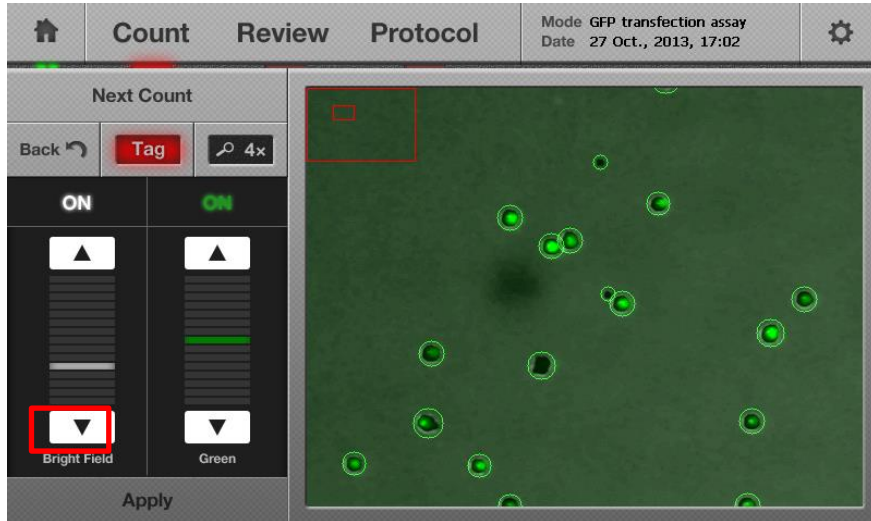 Count Review Protocol
Mode GFP transfection assay
Date 27 Oct., 2013, 17:02
Next Count
Back Tag 4x
ON ON
Bright Field Green
Apply